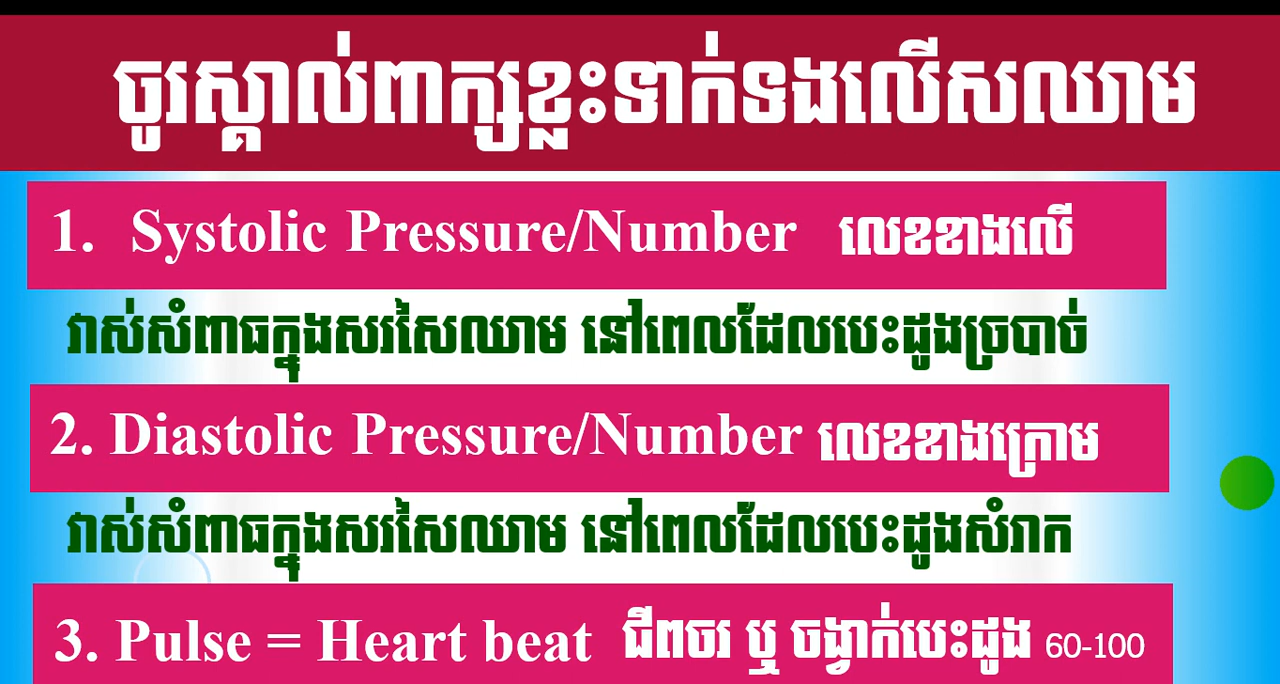 ចូរស្គាល់ពាក្យខ្លះទាក់ទងលើសឈាម
1. Systolic Pressure/Number លេខខាងលើ
វាស់សំពាធក្នុងសរសៃឈាម នៅពេលដែលបេះដូងច្របាច់
2. Diastolic Pressure/Number លេខខាងក្រោម
វាស់សំពាធក្នុងសរសៃឈាម នៅពេលដែលបេះដូងសំរាក
3. Pulse = Heart beat ជីពចរ ឬ ចង្វាក់បេះដូង 60-100